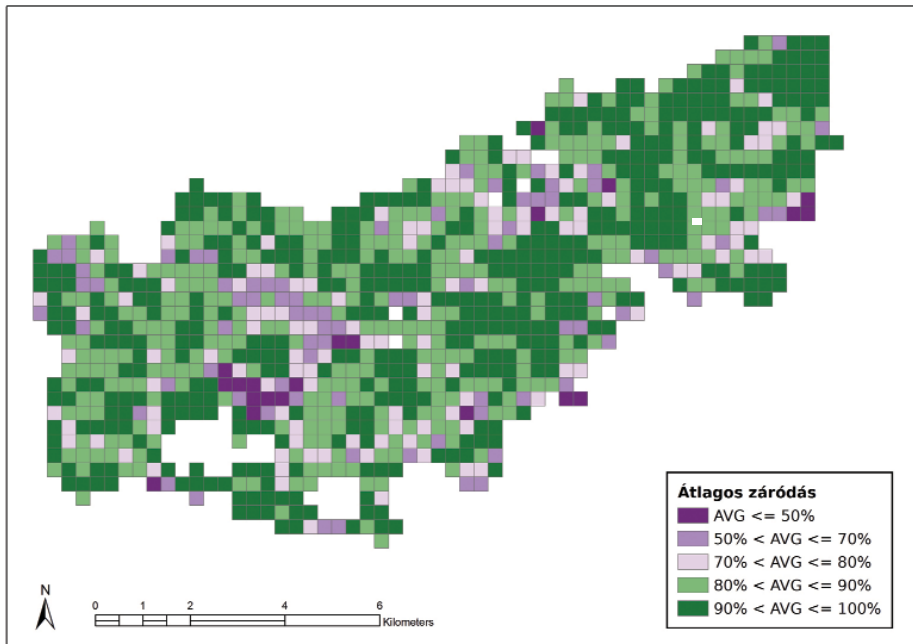 Átlagos záródás
AVG <= 50%
50% < AVG <= 70%
70% < AVG <= 80%
80% < AVG <= 90%
90% < AVG <= 100%
N
0 1 2 4 6
Kilometers